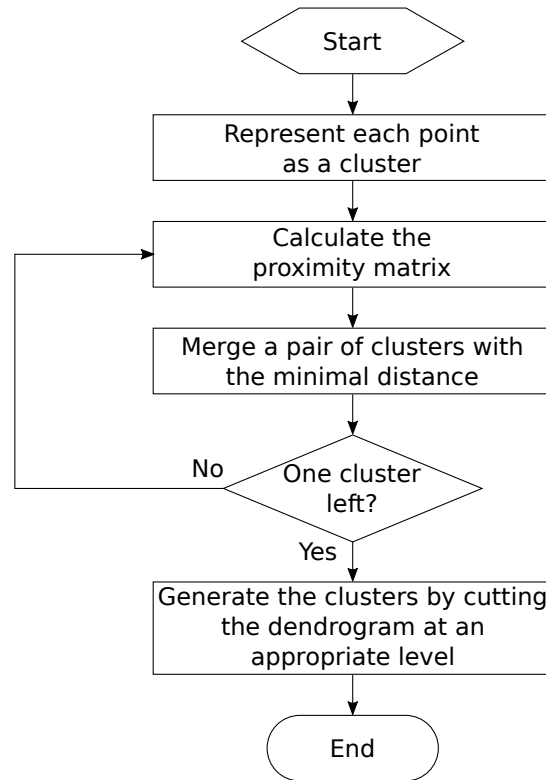 Start
Represent each point
as a cluster
Calculate the
proximity matrix
Merge a pair of clusters with
the minimal distance
No
One cluster
left?
Yes
Generate the clusters by cutting
the dendrogram at an
appropriate level
End